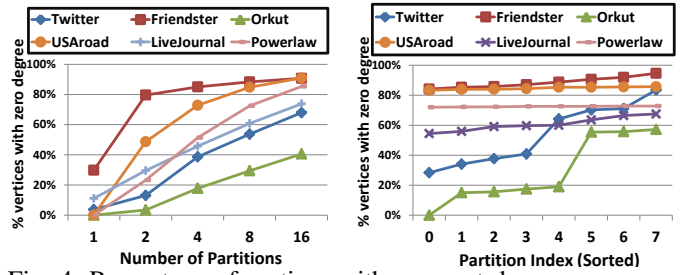 Twitter Friendster Orkut
USAroad LiveJournal Powerlaw
% vertices with zero degree
100%
80%
60%
40%
20%
0%
1 2 4 8 16
Number of Partitions
Twitter Friendster Orkut
USAroad LiveJournal Powerlaw
% vertices with zero degree
100%
80%
60%
40%
20%
0%
0 1 2 3 4 5 6 7
Partition Index (Sorted)